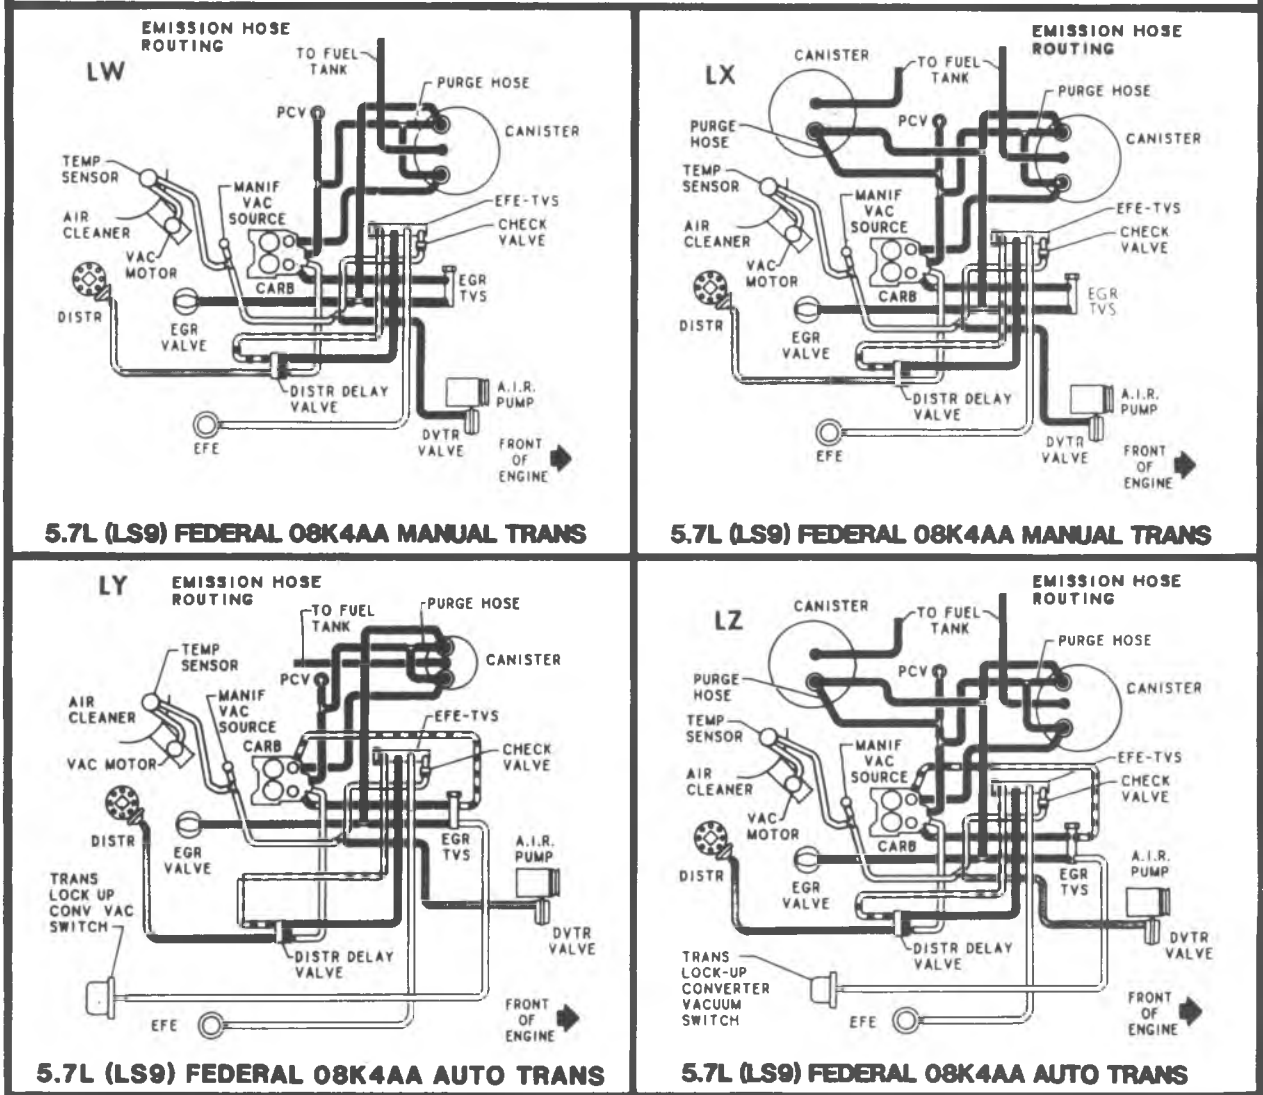 EMISSION HOSE
ROUTING
LW
TO FUEL
TANK
PURGE HOSE
PCV
CANISTER
TEMP
SENSOR
MANIF
VAC
SOURCE
EFE-TVS
AIR
CLEANER
CHECK
VALVE
VAC
MOTOR
CARB
EGR
TVS
DISTR
EGR
VALVE
DISTR DELAY
VALVE
A.I.R.
PUMP
EFE
DVTR
VALVE
FRONT
OF
ENGINE
5.7L (LS9) FEDERAL 08K4AA MANUAL TRANS
EMISSION HOSE
ROUTING
LX
CANISTER
TO FUEL
TANK
PURGE HOSE
PCV
PURGE
HOSE
CANISTER
TEMP
SENSOR
MANIF
VAC
SOURCE
EFE-TVS
AIR
CLEANER
CHECK
VALVE
VAC
MOTOR
CARB
EGR
TVS
DISTR
EGR
VALVE
DISTR DELAY
VALVE
A.I.R.
PUMP
EFE
DVTR
VALVE
FRONT
OF
ENGINE
5.7L (LS9) FEDERAL 08K4AA MANUAL TRANS
LY
EMISSION HOSE
ROUTING
TO FUEL
TANK
PURGE HOSE
TEMP
SENSOR
PCV
CANISTER
AIR
CLEANER
MANIF
VAC
SOURCE
EFE-TVS
CARB
CHECK
VALVE
VAC MOTOR
DISTR
EGR
VALVE
EGR
TVS
A.I.R.
PUMP
TRANS
LOCK UP
CONV VAC
SWITCH
DISTR DELAY
VALVE
DVTR
VALVE
EFE
FRONT
OF
ENGINE
5.7L (LS9) FEDERAL 08K4AA AUTO TRANS
EMISSION HOSE
ROUTING
LZ
CANISTER
TO FUEL
TANK
PURGE HOSE
PCV
PURGE
HOSE
CANISTER
TEMP
SENSOR
MANIF
VAC
SOURCE
EFE-TVS
AIR
CLEANER
CHECK
VALVE
VAC
MOTOR
CARB
DISTR
EGR
VALVE
EGR
TVS
A.I.R.
PUMP
DISTR DELAY
VALVE
DVTR
VALVE
TRANS
LOCK-UP
CONVERTER
VACUUM
SWITCH
EFE
FRONT
OF
ENGINE
5.7L (LS9) FEDERAL 08K4AA AUTO TRANS